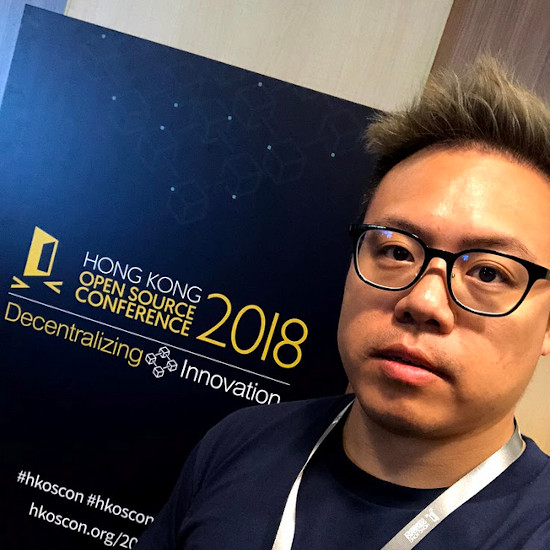 HONG KONG
OPEN SOURCE
CONFERENCE
2018
Decentralizing Innovation
#hkoscon #hkoscon
hkoscon.org/20